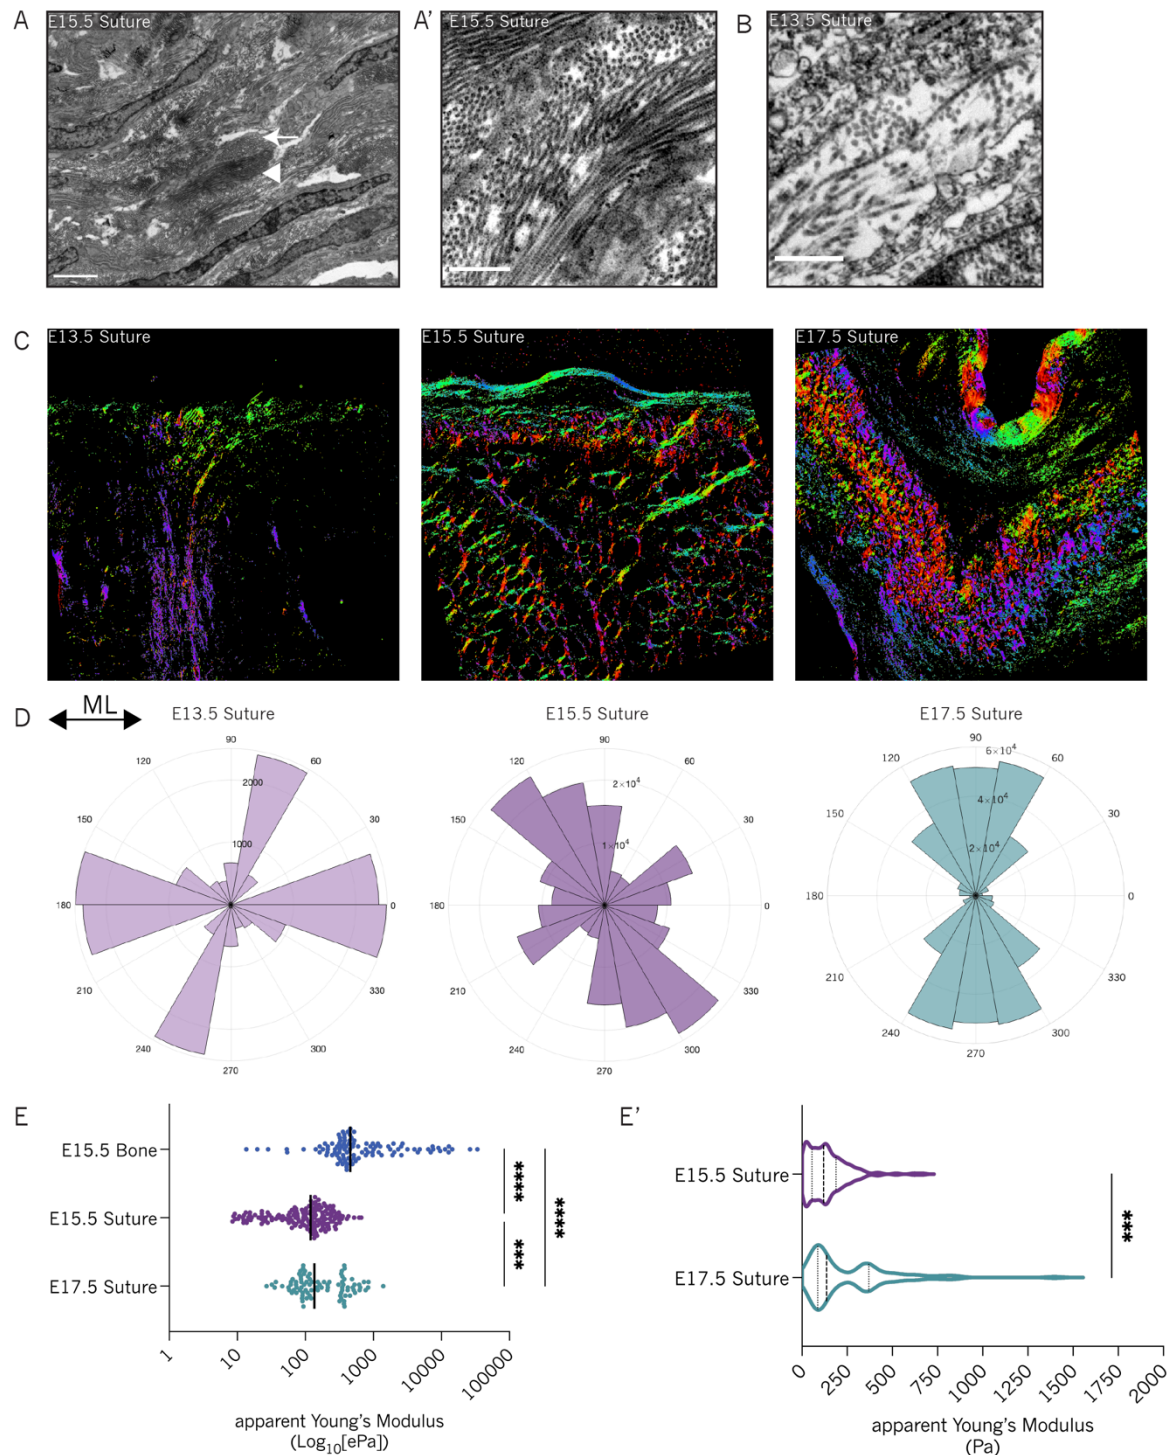 A
E15.5 Suture
A'
E15.5 Suture
B
E13.5 Suture
C
E13.5 Suture
E15.5 Suture
E17.5 Suture
D
ML
E13.5 Suture
90
120
60
2000
150
30
1000
180
0
210
330
240
300
270
E15.5 Suture
90
120
60
2×10⁴
150
30
1×10⁴
180
0
210
330
240
300
270
E17.5 Suture
90
6×10⁴
120
60
4×10⁴
150
30
2×10⁴
180
0
210
330
240
300
270
E
E15.5 Bone
E15.5 Suture
E17.5 Suture
****
****
***
1
10
100
1000
10000
100000
apparent Young's Modulus
(Log₁₀[ePa])
E'
E15.5 Suture
E17.5 Suture
***
0
250
500
750
1000
1250
1500
1750
2000
apparent Young's Modulus
(Pa)